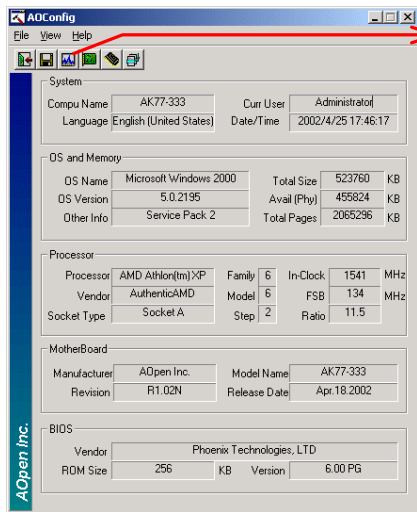 AOConfig
File View Help
System
Compu Name AK77-333 Curr User Administrator
Language English (United States) Date/Time 2002/4/25 17:46:17
OS and Memory
OS Name Microsoft Windows 2000 Total Size 523760 KB
OS Version 5.0.2195 Avail (Phy) 455824 KB
Other Info Service Pack 2 Total Pages 2065296 KB
Processor
Processor AMD Athlon(tm) XP Family 6 In-Clock 1541 MHz
Vendor AuthenticAMD Model 6 FSB 134 MHz
Socket Type Socket A Step 2 Ratio 11.5
MotherBoard
Manufacturer AOpen Inc. Model Name AK77-333
Revision R1.02N Release Date Apr.18.2002
BIOS
Vendor Phoenix Technologies, LTD
ROM Size 256 KB Version 6.00 PG
AOpen Inc.